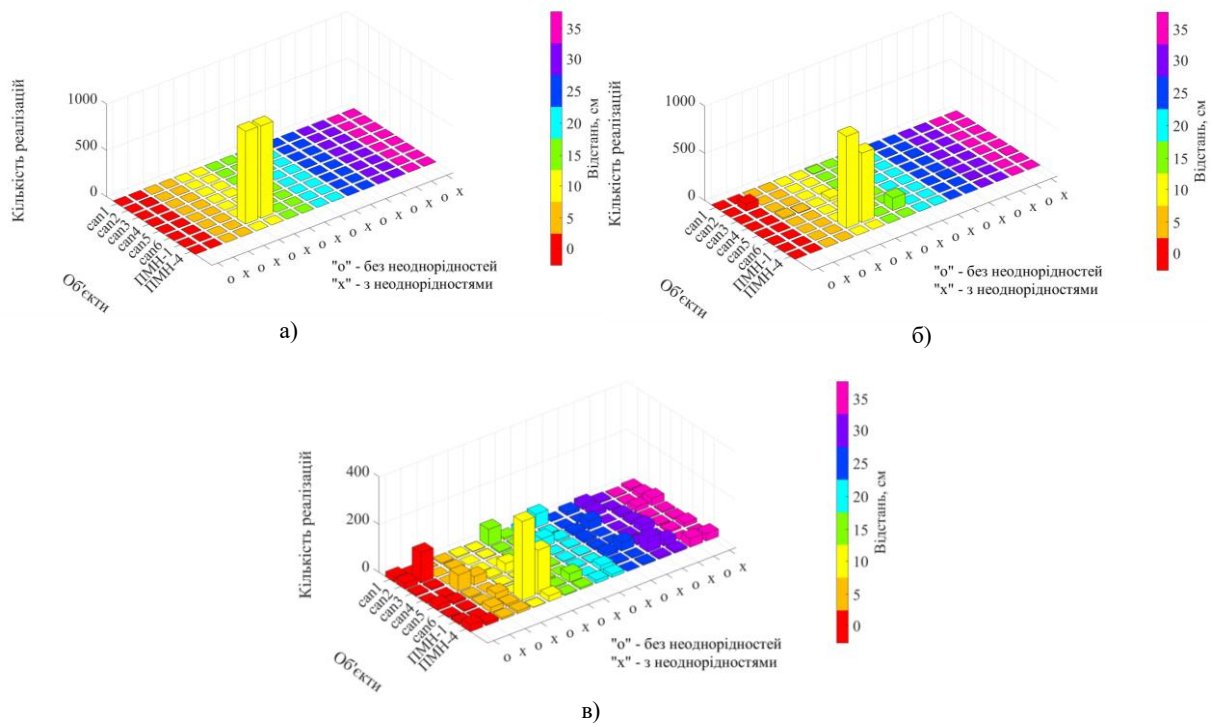 Кількість реалізацій
1000
500
0
can1
can2
can3
can4
can5
can6
ПМН-1
ПМН-4
Об'єкти
o x o x o x o x o x o x o x o x
"o" - без неоднорідностей
"x" - з неоднорідностями
35
30
25
20
15
10
5
0
Відстань, см
а)
Кількість реалізацій
1000
500
0
can1
can2
can3
can4
can5
can6
ПМН-1
ПМН-4
Об'єкти
o x o x o x o x o x o x o x o x
"o" - без неоднорідностей
"x" - з неоднорідностями
35
30
25
20
15
10
5
0
Відстань, см
б)
Кількість реалізацій
400
200
0
can1
can2
can3
can4
can5
can6
ПМН-1
ПМН-4
Об'єкти
o x o x o x o x o x o x o x o x
"o" - без неоднорідностей
"x" - з неоднорідностями
35
30
25
20
15
10
5
0
Відстань, см
в)